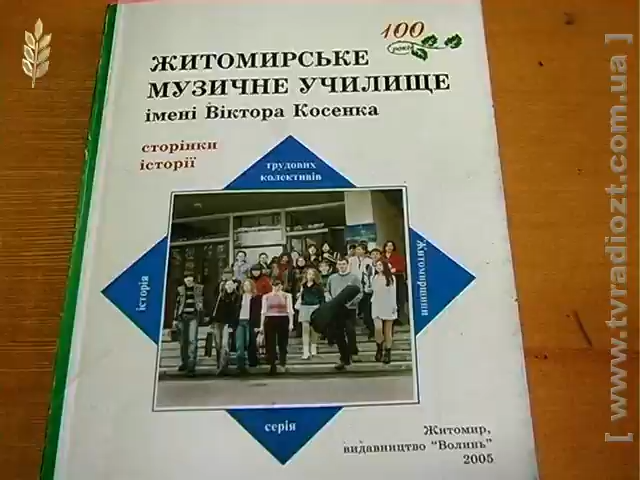 100
років
ЖИТОМИРСЬКЕ
МУЗИЧНЕ УЧИЛИЩЕ
імені Віктора Косенка
сторінки
історії
трудових
колективів
історія
Житомирщини
серія
Житомир,
видавництво "Волинь"
2005
[ www.tvradiozt.com.ua ]